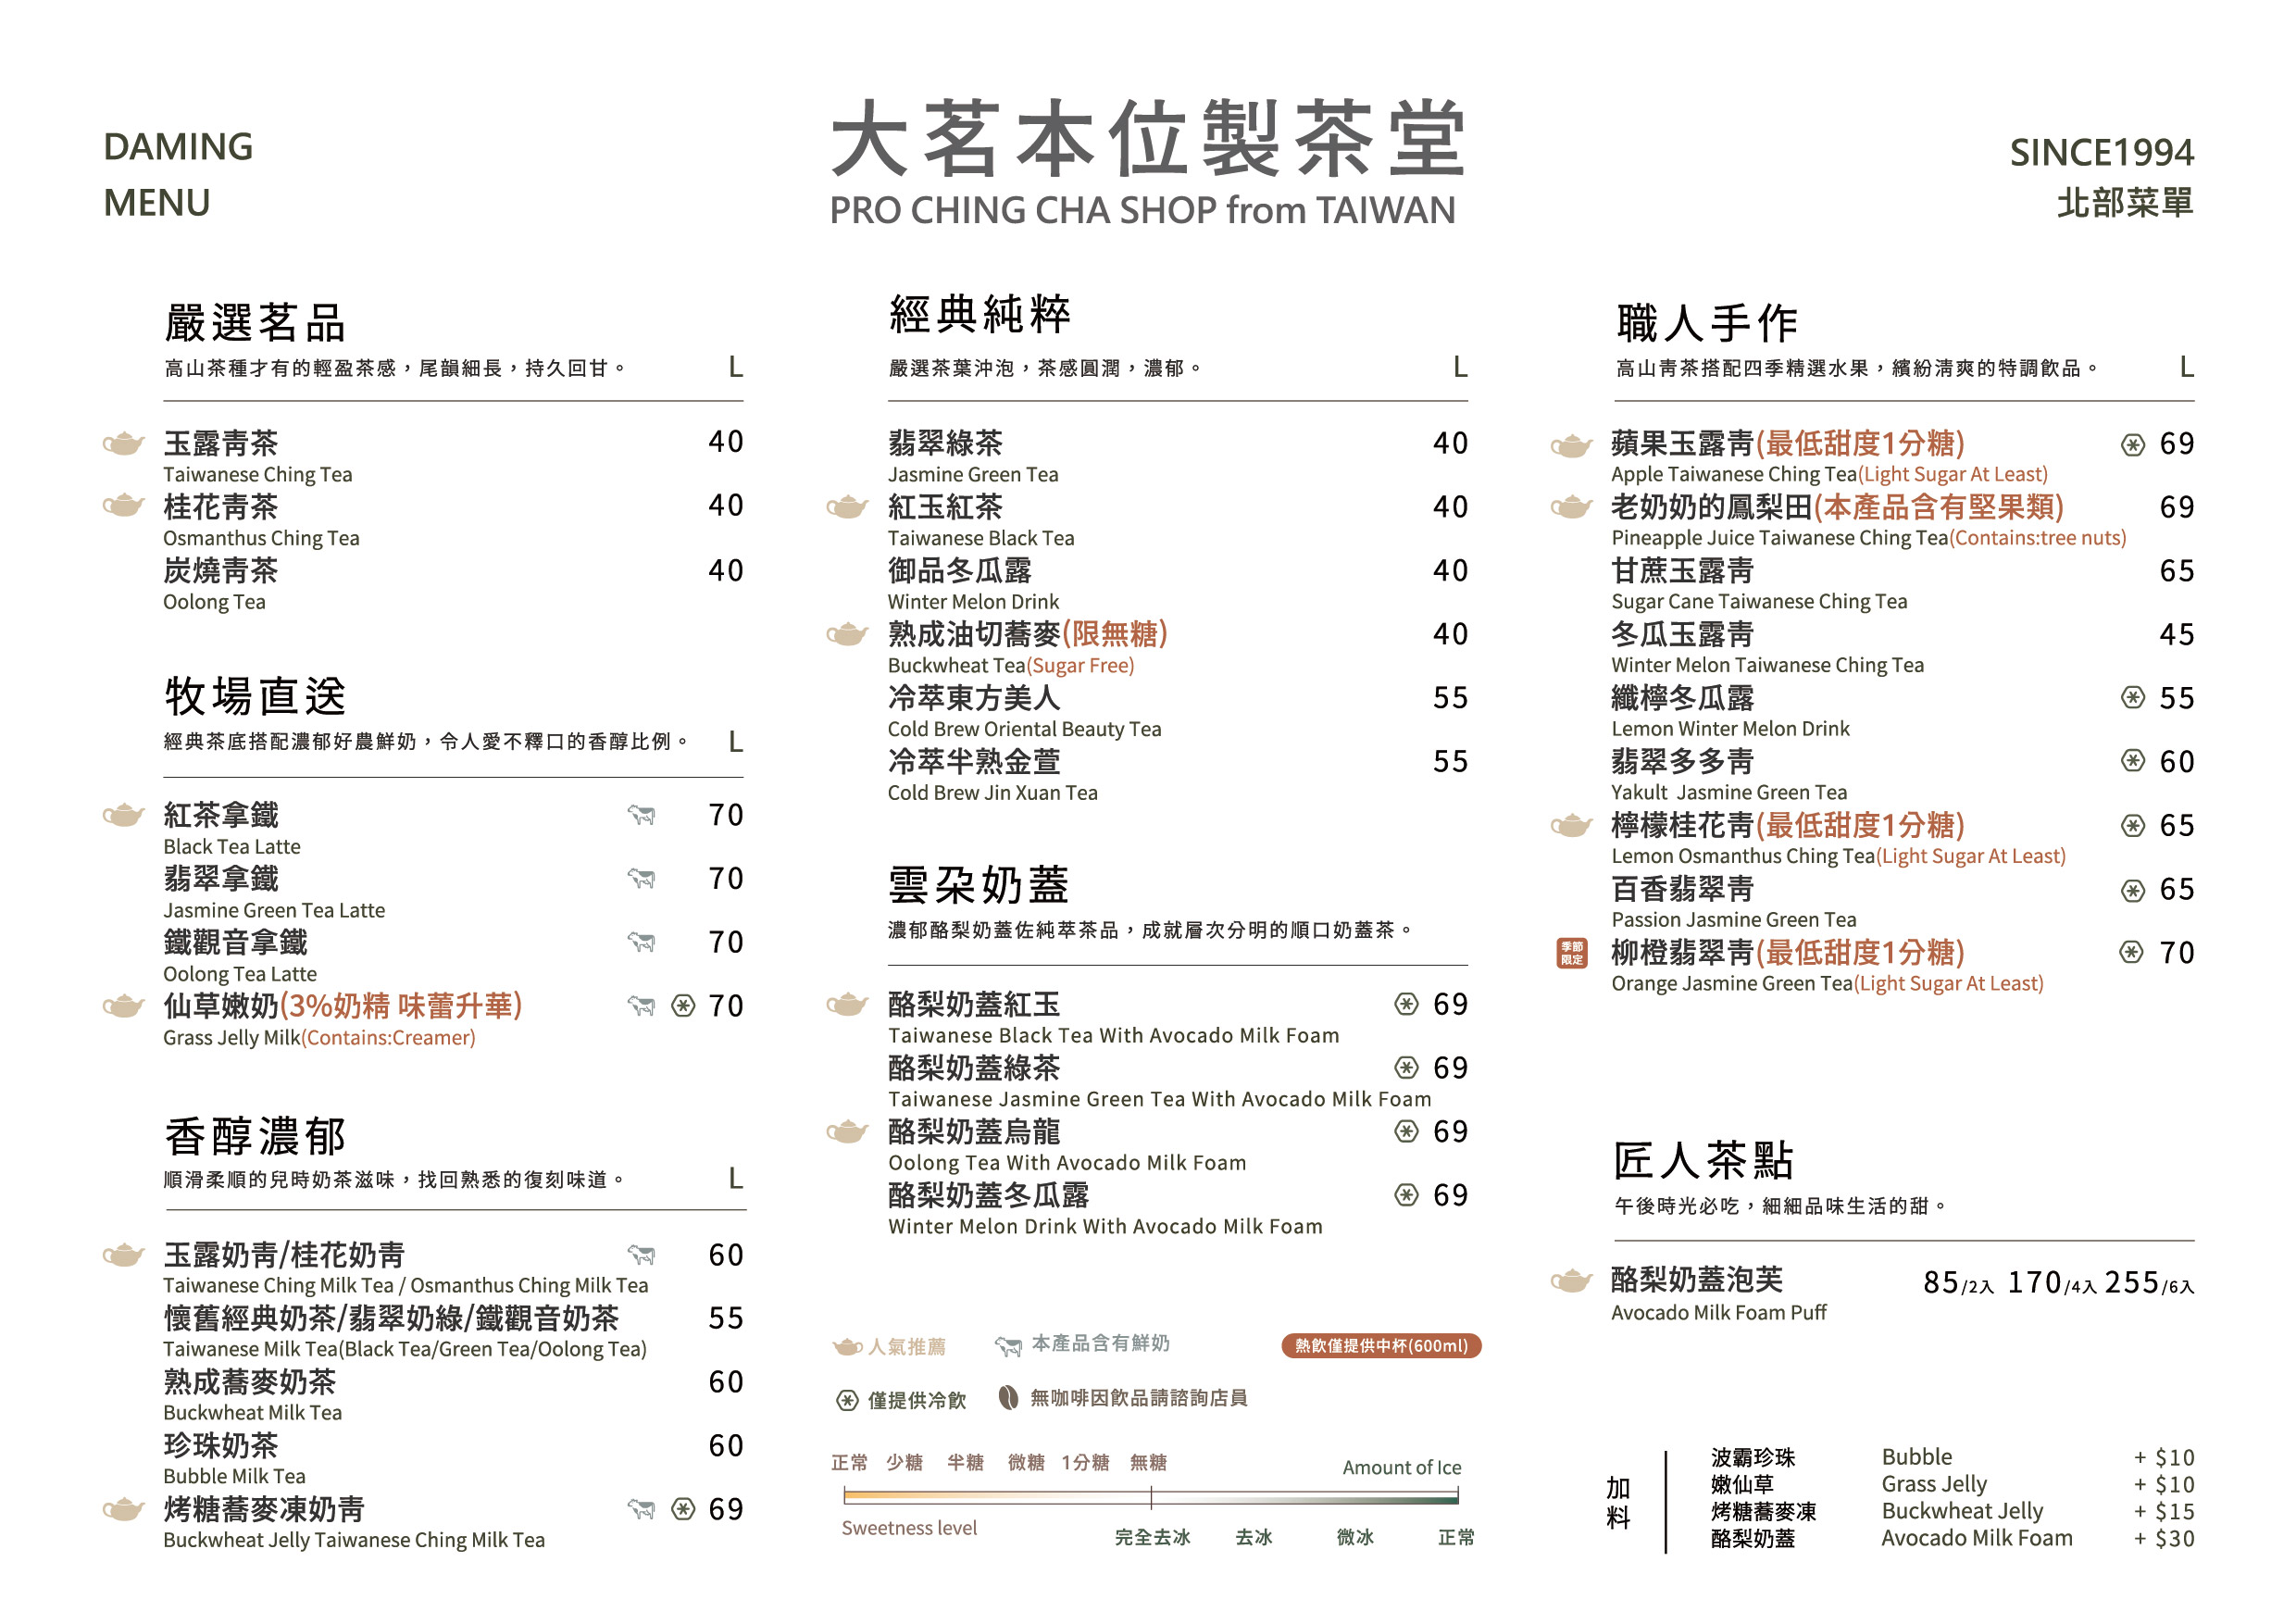 DAMING
MENU
大茗本位製茶堂
PRO CHING CHA SHOP from TAIWAN
SINCE1994
北部菜單
嚴選茗品
高山茶種才有的輕盈茶感，尾韻細長，持久回甘。 L
玉露青茶 40
Taiwanese Ching Tea
桂花青茶 40
Osmanthus Ching Tea
炭燒青茶 40
Oolong Tea
牧場直送
經典茶底搭配濃郁好農鮮奶，令人愛不釋口的香醇比例。 L
紅茶拿鐵 70
Black Tea Latte
翡翠拿鐵 70
Jasmine Green Tea Latte
鐵觀音拿鐵 70
Oolong Tea Latte
仙草嫩奶(3%奶精 味蕾升華) 70
Grass Jelly Milk(Contains:Creamer)
香醇濃郁
順滑柔順的兒時奶茶滋味，找回熟悉的復刻味道。 L
玉露奶青/桂花奶青 60
Taiwanese Ching Milk Tea / Osmanthus Ching Milk Tea
懷舊經典奶茶/翡翠奶綠/鐵觀音奶茶 55
Taiwanese Milk Tea(Black Tea/Green Tea/Oolong Tea)
熟成蕎麥奶茶 60
Buckwheat Milk Tea
珍珠奶茶 60
Bubble Milk Tea
烤糖蕎麥凍奶青 69
Buckwheat Jelly Taiwanese Ching Milk Tea
經典純粹
嚴選茶葉沖泡，茶感圓潤，濃郁。 L
翡翠綠茶 40
Jasmine Green Tea
紅玉紅茶 40
Taiwanese Black Tea
御品冬瓜露 40
Winter Melon Drink
熟成油切蕎麥(限無糖) 40
Buckwheat Tea(Sugar Free)
冷萃東方美人 55
Cold Brew Oriental Beauty Tea
冷萃半熟金萱 55
Cold Brew Jin Xuan Tea
雲朵奶蓋
濃郁酪梨奶蓋佐純萃茶品，成就層次分明的順口奶蓋茶。
酪梨奶蓋紅玉 69
Taiwanese Black Tea With Avocado Milk Foam
酪梨奶蓋綠茶 69
Taiwanese Jasmine Green Tea With Avocado Milk Foam
酪梨奶蓋烏龍 69
Oolong Tea With Avocado Milk Foam
酪梨奶蓋冬瓜露 69
Winter Melon Drink With Avocado Milk Foam
人氣推薦 本產品含有鮮奶 熱飲僅提供中杯(600ml)
僅提供冷飲 無咖啡因飲品請諮詢店員
正常 少糖 半糖 微糖 1分糖 無糖 Amount of Ice
Sweetness level 完全去冰 去冰 微冰 正常
職人手作
高山青茶搭配四季精選水果，繽紛清爽的特調飲品。 L
蘋果玉露青(最低甜度1分糖) 69
Apple Taiwanese Ching Tea(Light Sugar At Least)
老奶奶的鳳梨田(本產品含有堅果類) 69
Pineapple Juice Taiwanese Ching Tea(Contains:tree nuts)
甘蔗玉露青 65
Sugar Cane Taiwanese Ching Tea
冬瓜玉露青 45
Winter Melon Taiwanese Ching Tea
纖檸冬瓜露 55
Lemon Winter Melon Drink
翡翠多多青 60
Yakult Jasmine Green Tea
檸檬桂花青(最低甜度1分糖) 65
Lemon Osmanthus Ching Tea(Light Sugar At Least)
百香翡翠青 65
Passion Jasmine Green Tea
季節
限定
柳橙翡翠青(最低甜度1分糖) 70
Orange Jasmine Green Tea(Light Sugar At Least)
匠人茶點
午後時光必吃，細細品味生活的甜。
酪梨奶蓋泡芙 85/2入 170/4入 255/6入
Avocado Milk Foam Puff
加料
波霸珍珠 Bubble + $10
嫩仙草 Grass Jelly + $10
烤糖蕎麥凍 Buckwheat Jelly + $15
酪梨奶蓋 Avocado Milk Foam + $30